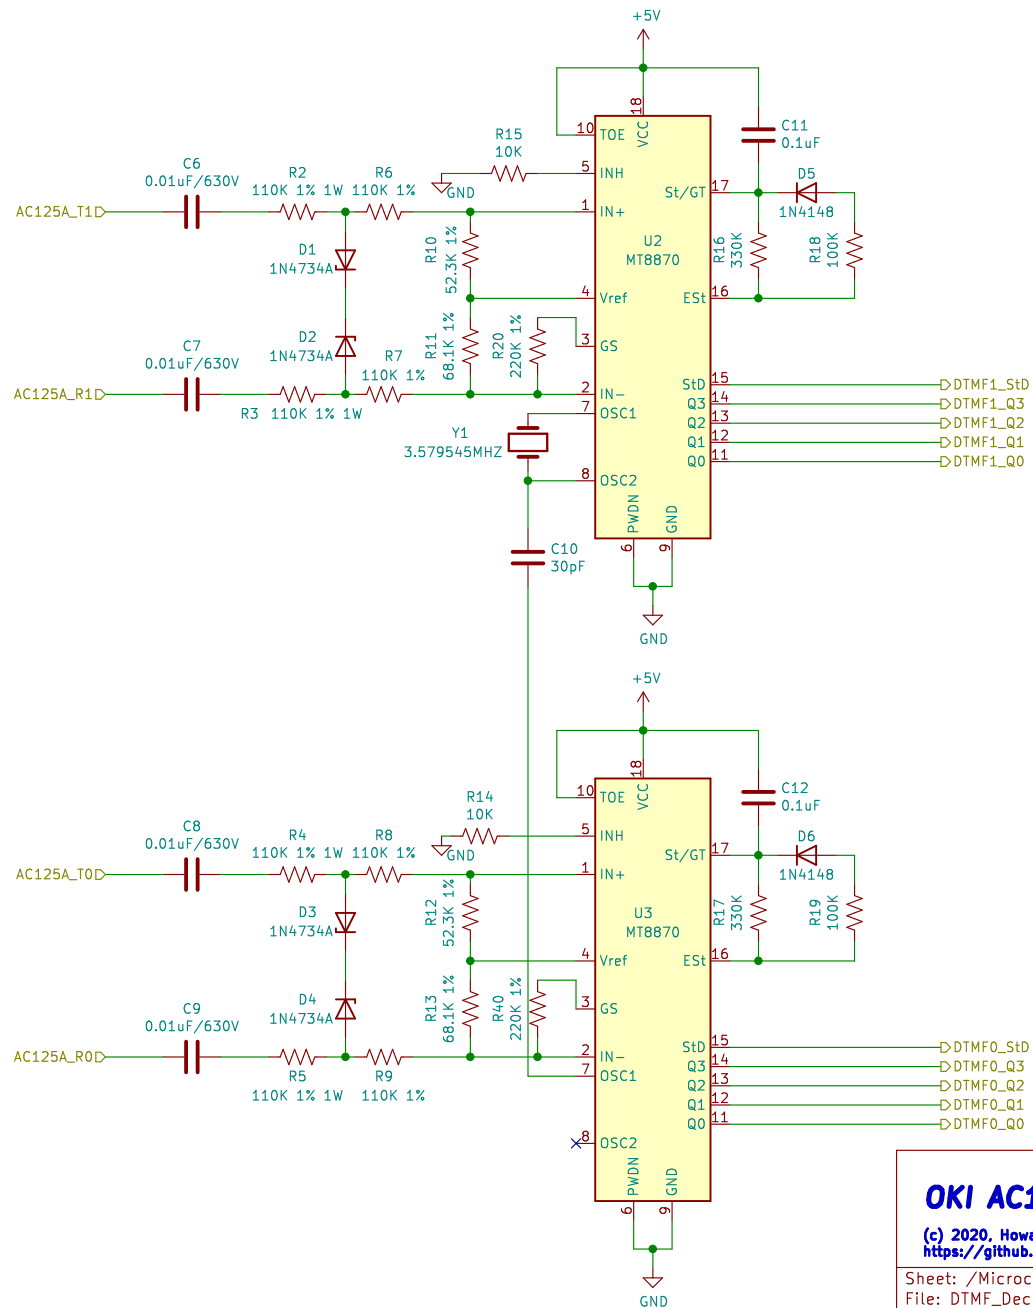 +5V
C11
0.1uF
18
VCC
10
TOE
R15
10K
C6
0.01uF/630V
R2
110K 1% 1W
R6
110K 1%
5
INH
GND
D5
1N4148
17
St/GT
AC125A_T1
1
IN+
R10
52.3K 1%
D1
1N4734A
U2
MT8870
R16
330K
R18
100K
4
Vref
ESt
16
D2
1N4734A
C7
0.01uF/630V
R7
110K 1%
R11
68.1K 1%
R20
220K 1%
3
GS
AC125A_R1
R3
110K 1% 1W
2
IN-
7
OSC1
StD
15
DTMF1_StD
Q3
14
DTMF1_Q3
Q2
13
DTMF1_Q2
Q1
12
DTMF1_Q1
Q0
11
DTMF1_Q0
Y1
3.579545MHZ
8
OSC2
PWDN
GND
6
9
C10
30pF
GND
+5V
C12
0.1uF
18
VCC
10
TOE
R14
10K
C8
0.01uF/630V
R4
110K 1% 1W
R8
110K 1%
5
INH
GND
D6
1N4148
17
St/GT
AC125A_T0
1
IN+
R12
52.3K 1%
D3
1N4734A
U3
MT8870
R17
330K
R19
100K
4
Vref
ESt
16
D4
1N4734A
C9
0.01uF/630V
R13
68.1K 1%
R40
220K 1%
3
GS
AC125A_R0
R5
110K 1% 1W
R9
110K 1%
2
IN-
7
OSC1
StD
15
DTMF0_StD
Q3
14
DTMF0_Q3
Q2
13
DTMF0_Q2
Q1
12
DTMF0_Q1
Q0
11
DTMF0_Q0
8
OSC2
PWDN
GND
6
9
GND
OKI AC1
(c) 2020, Howa
https://github.
Sheet: /Microc
File: DTMF_Dec